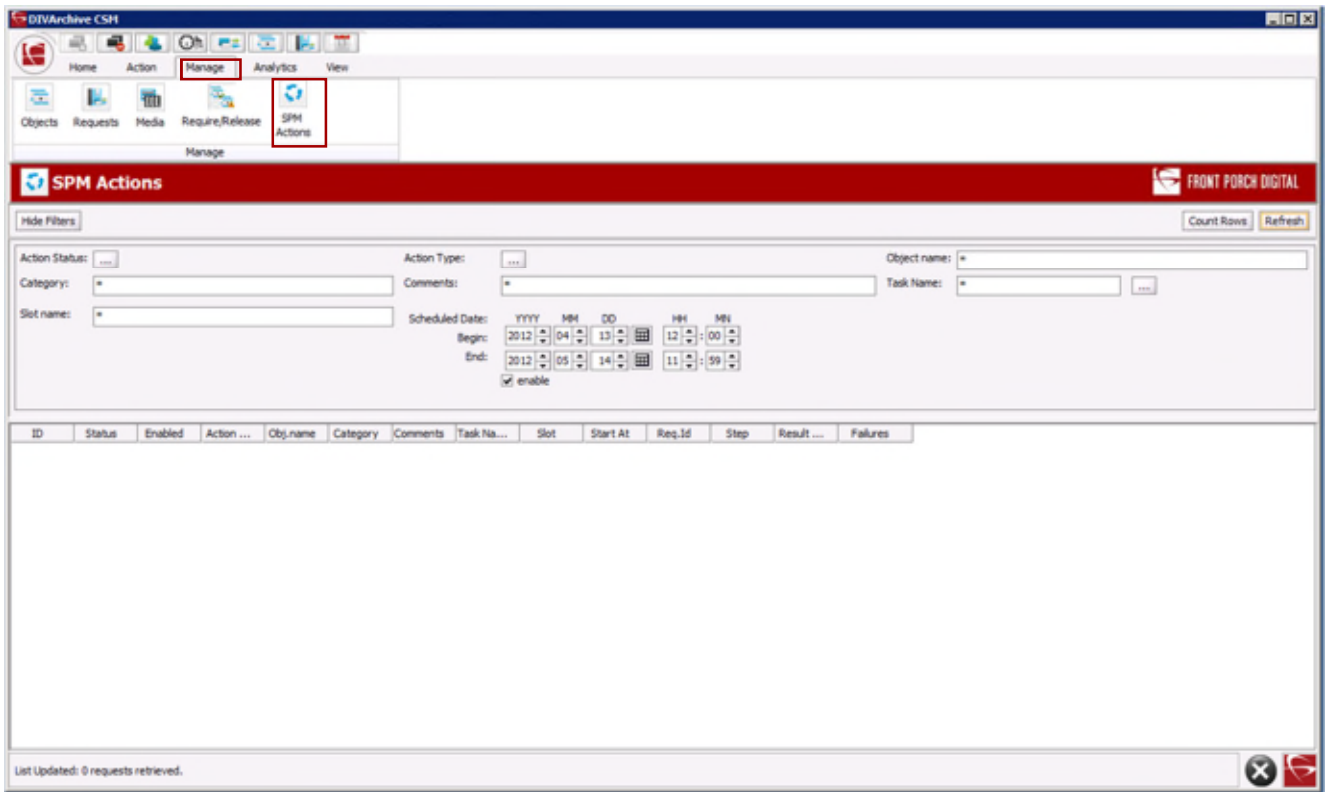 DIVArchive CSM
Home Action Manage Analytics View
Objects Requests Media Require/Release SPM Actions
Manage
SPM Actions FRONT PORCH DIGITAL
Hide Filters Count Rows Refresh
Action Status: ... Action Type: ... Object name: *
Category: * Comments: * Task Name: * ...
Slot name: * Scheduled Date: YYYY MM DD HH MN
Begin: 2012 04 13 12 : 00
End: 2012 05 14 11 : 59
enable
ID Status Enabled Action ... Obj.name Category Comments Task Na... Slot Start At Req.Id Step Result ... Failures
List Updated: 0 requests retrieved.